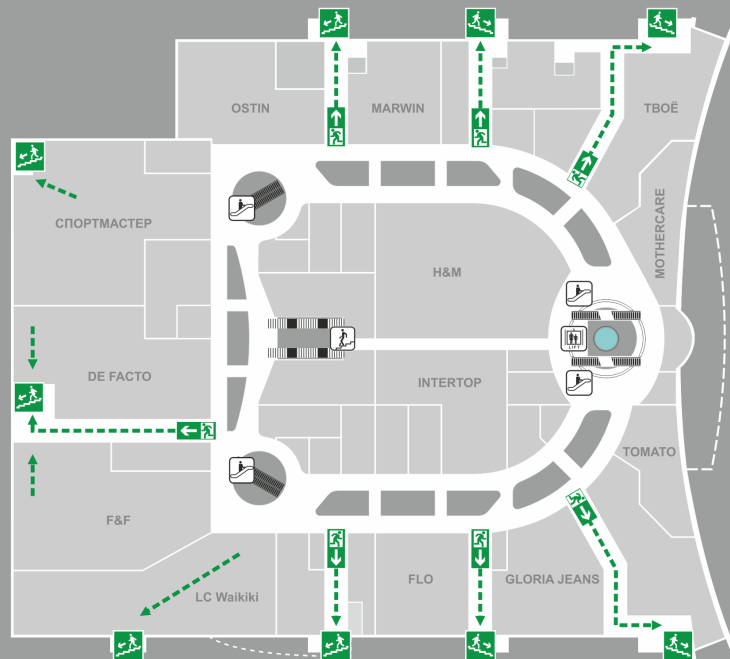 OSTIN
MARWIN
ТВОЁ
СПОРТМАСТЕР
MOTHERCARE
H&M
LIFT
DE FACTO
INTERTOP
TOMATO
F&F
LC Waikiki
FLO
GLORIA JEANS